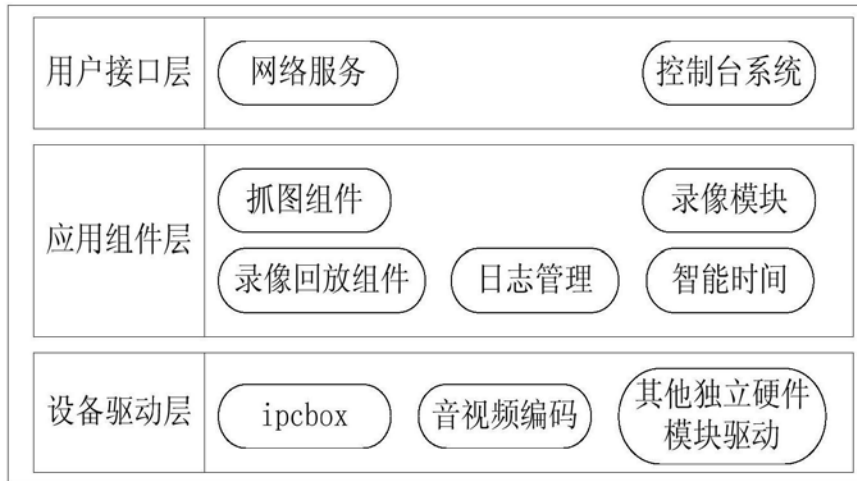 用户接口层
网络服务
控制台系统
应用组件层
抓图组件
录像模块
录像回放组件
日志管理
智能时间
设备驱动层
ipcbox
音视频编码
其他独立硬件
模块驱动